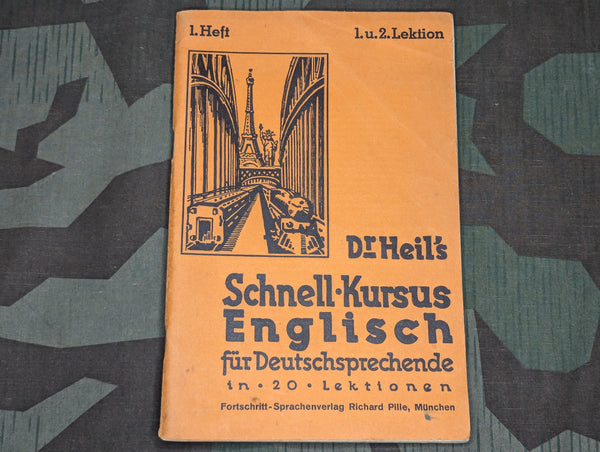 1. Heft
1. u. 2. Lektion
Dr Heil's
Schnell·Kursus
Englisch
für Deutschsprechende
in · 20 · Lektionen
Fortschritt-Sprachenverlag Richard Pille, München